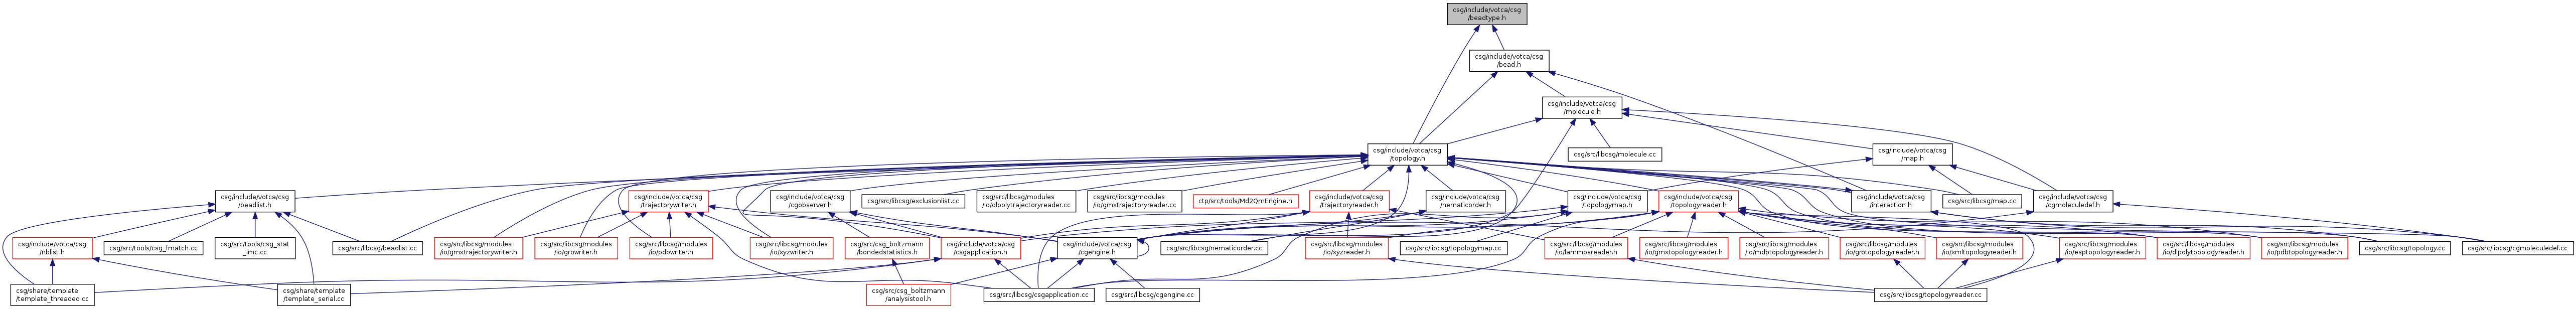 csg/include/votca/csg
/beadtype.h
csg/include/votca/csg
/bead.h
csg/include/votca/csg
/molecule.h
csg/include/votca/csg
/topology.h
csg/src/libcsg/molecule.cc
csg/include/votca/csg
/map.h
csg/include/votca/csg
/beadlist.h
csg/include/votca/csg
/trajectorywriter.h
csg/include/votca/csg
/cgobserver.h
csg/src/libcsg/exclusionlist.cc
csg/src/libcsg/modules
/io/dlpolytrajectoryreader.cc
csg/src/libcsg/modules
/io/gmxtrajectoryreader.cc
ctp/src/tools/Md2QmEngine.h
csg/include/votca/csg
/trajectoryreader.h
csg/include/votca/csg
/nematicorder.h
csg/include/votca/csg
/topologymap.h
csg/include/votca/csg
/topologyreader.h
csg/include/votca/csg
/interaction.h
csg/src/libcsg/map.cc
csg/include/votca/csg
/cgmoleculedef.h
csg/include/votca/csg
/nblist.h
csg/src/tools/csg_fmatch.cc
csg/src/tools/csg_stat
_imc.cc
csg/src/libcsg/beadlist.cc
csg/src/libcsg/modules
/io/gmxtrajectorywriter.h
csg/src/libcsg/modules
/io/growriter.h
csg/src/libcsg/modules
/io/pdbwriter.h
csg/src/libcsg/modules
/io/xyzwriter.h
csg/src/csg_boltzmann
/bondedstatistics.h
csg/include/votca/csg
/csgapplication.h
csg/include/votca/csg
/cgengine.h
csg/src/libcsg/nematicorder.cc
csg/src/libcsg/modules
/io/xyzreader.h
csg/src/libcsg/topologymap.cc
csg/src/libcsg/modules
/io/lammpsreader.h
csg/src/libcsg/modules
/io/gmxtopologyreader.h
csg/src/libcsg/modules
/io/mdptopologyreader.h
csg/src/libcsg/modules
/io/grotopologyreader.h
csg/src/libcsg/modules
/io/xmltopologyreader.h
csg/src/libcsg/modules
/io/esptopologyreader.h
csg/src/libcsg/modules
/io/dlpolytopologyreader.h
csg/src/libcsg/modules
/io/pdbtopologyreader.h
csg/src/libcsg/topology.cc
csg/src/libcsg/cgmoleculedef.cc
csg/share/template
/template_threaded.cc
csg/share/template
/template_serial.cc
csg/src/csg_boltzmann
/analysistool.h
csg/src/libcsg/csgapplication.cc
csg/src/libcsg/cgengine.cc
csg/src/libcsg/topologyreader.cc